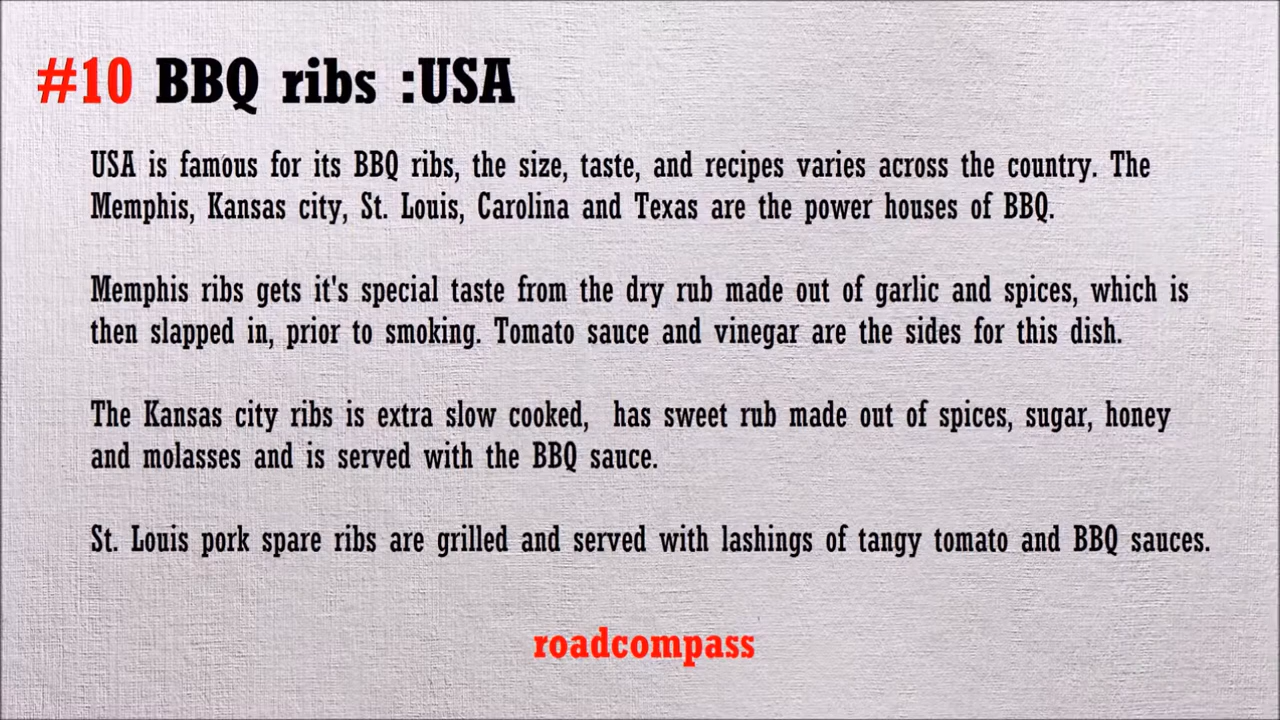 #10 BBQ ribs :USA
USA is famous for its BBQ ribs, the size, taste, and recipes varies across the country. The
Memphis, Kansas city, St. Louis, Carolina and Texas are the power houses of BBQ.
Memphis ribs gets it's special taste from the dry rub made out of garlic and spices, which is
then slapped in, prior to smoking. Tomato sauce and vinegar are the sides for this dish.
The Kansas city ribs is extra slow cooked, has sweet rub made out of spices, sugar, honey
and molasses and is served with the BBQ sauce.
St. Louis pork spare ribs are grilled and served with lashings of tangy tomato and BBQ sauces.
roadcompass